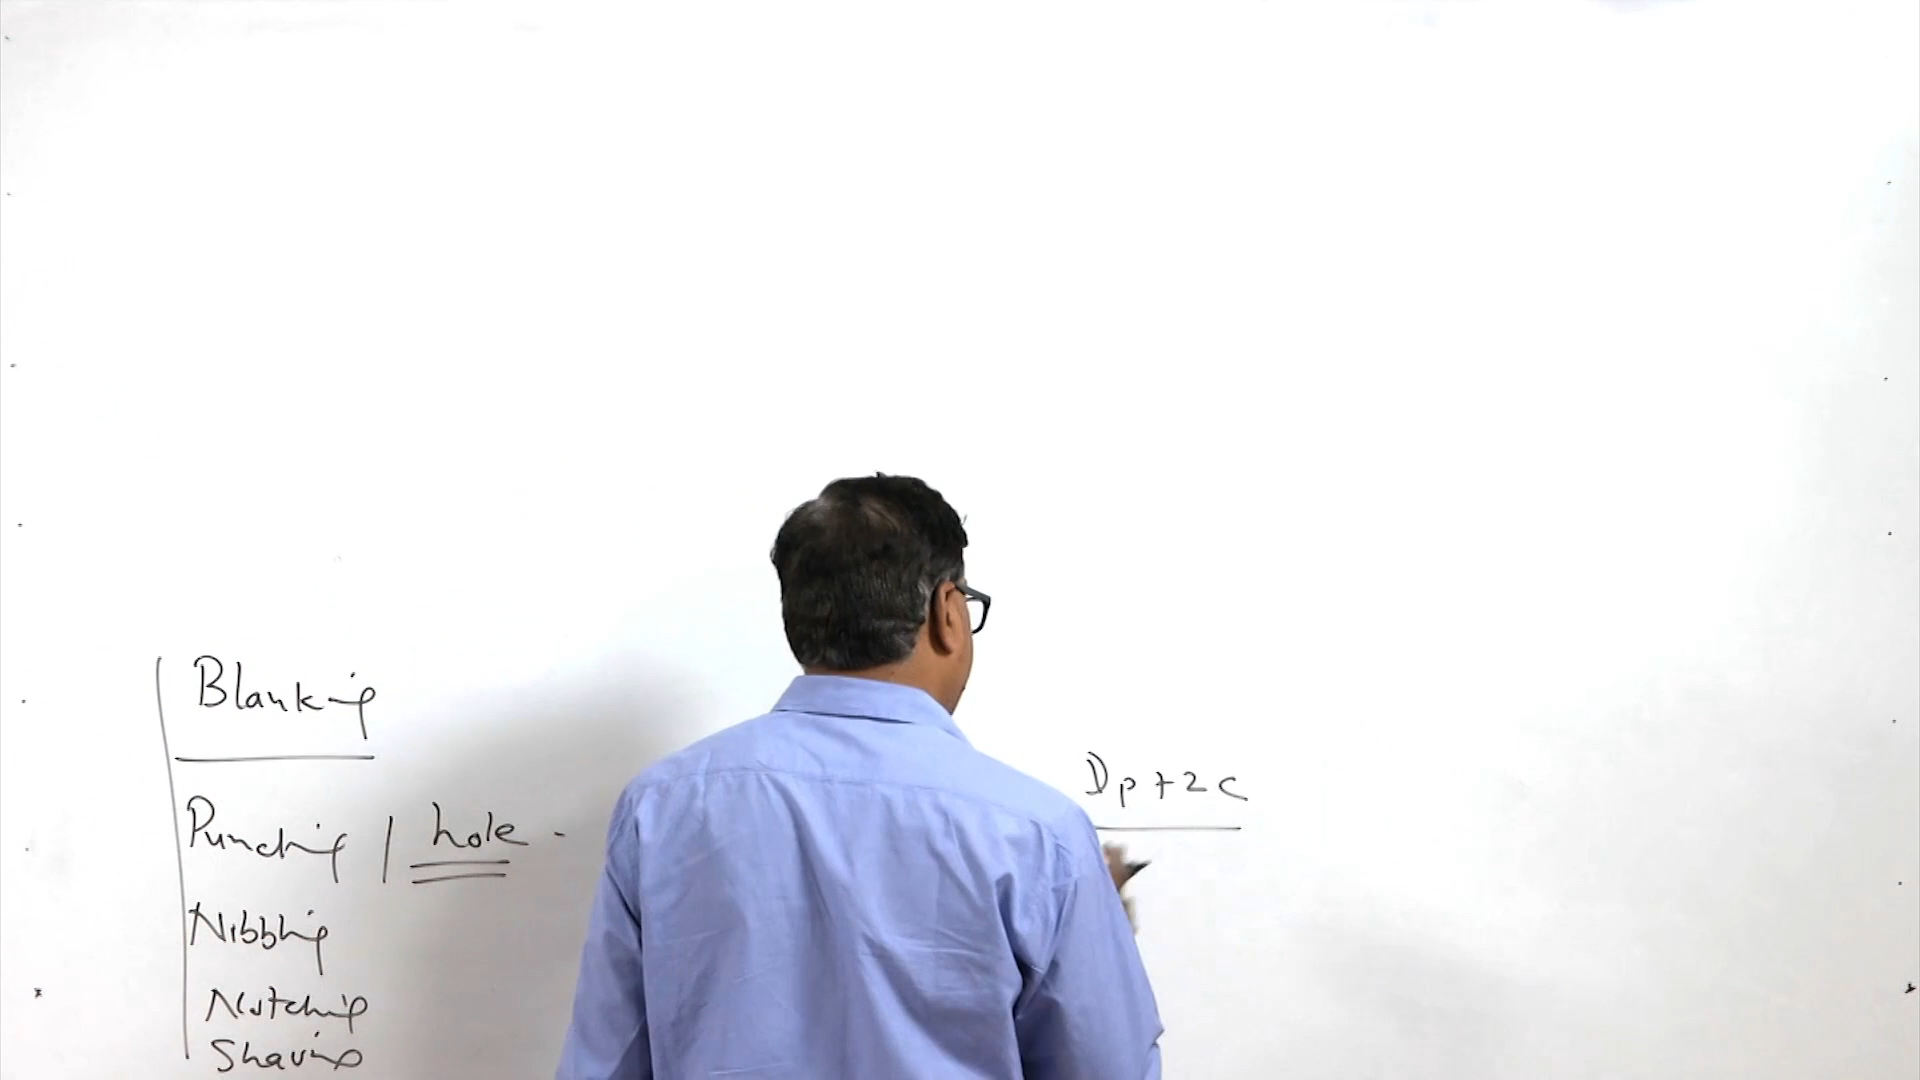 Blanking
Punching / hole -
Nibbling
Notching
Shaving
Dp + 2c